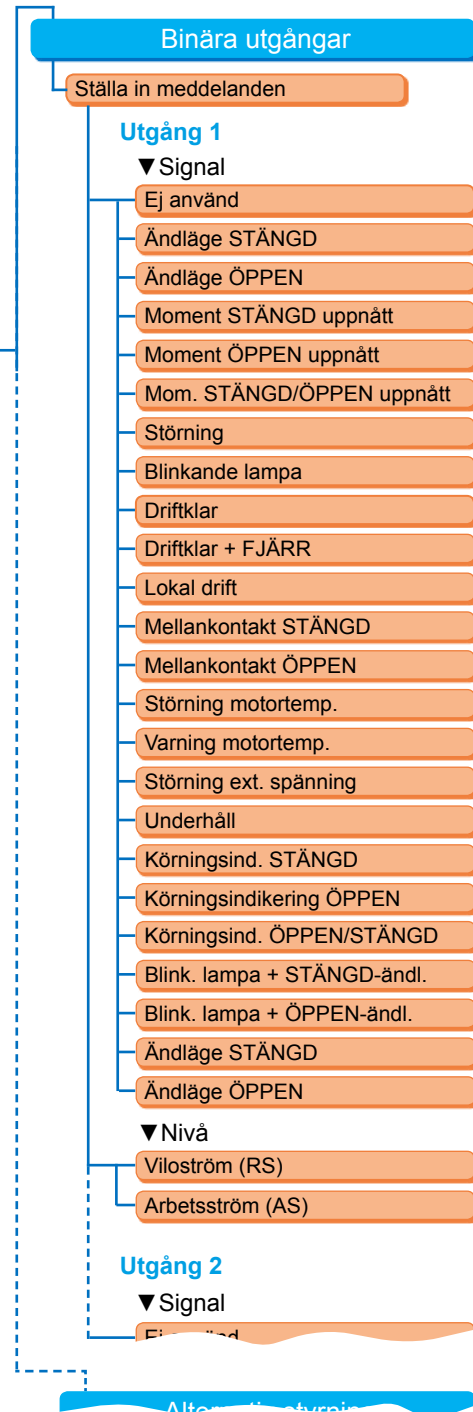 Binära utgångar
Ställa in meddelanden
Utgång 1
▼Signal
Ej använd
Ändläge STÄNGD
Ändläge ÖPPEN
Moment STÄNGD uppnått
Moment ÖPPEN uppnått
Mom. STÄNGD/ÖPPEN uppnått
Störning
Blinkande lampa
Driftklar
Driftklar + FJÄRR
Lokal drift
Mellankontakt STÄNGD
Mellankontakt ÖPPEN
Störning motortemp.
Varning motortemp.
Störning ext. spänning
Underhåll
Körningsind. STÄNGD
Körningsindikering ÖPPEN
Körningsind. ÖPPEN/STÄNGD
Blink. lampa + STÄNGD-ändl.
Blink. lampa + ÖPPEN-ändl.
Ändläge STÄNGD
Ändläge ÖPPEN
▼Nivå
Viloström (RS)
Arbetsström (AS)
Utgång 2
▼Signal
Ej använd